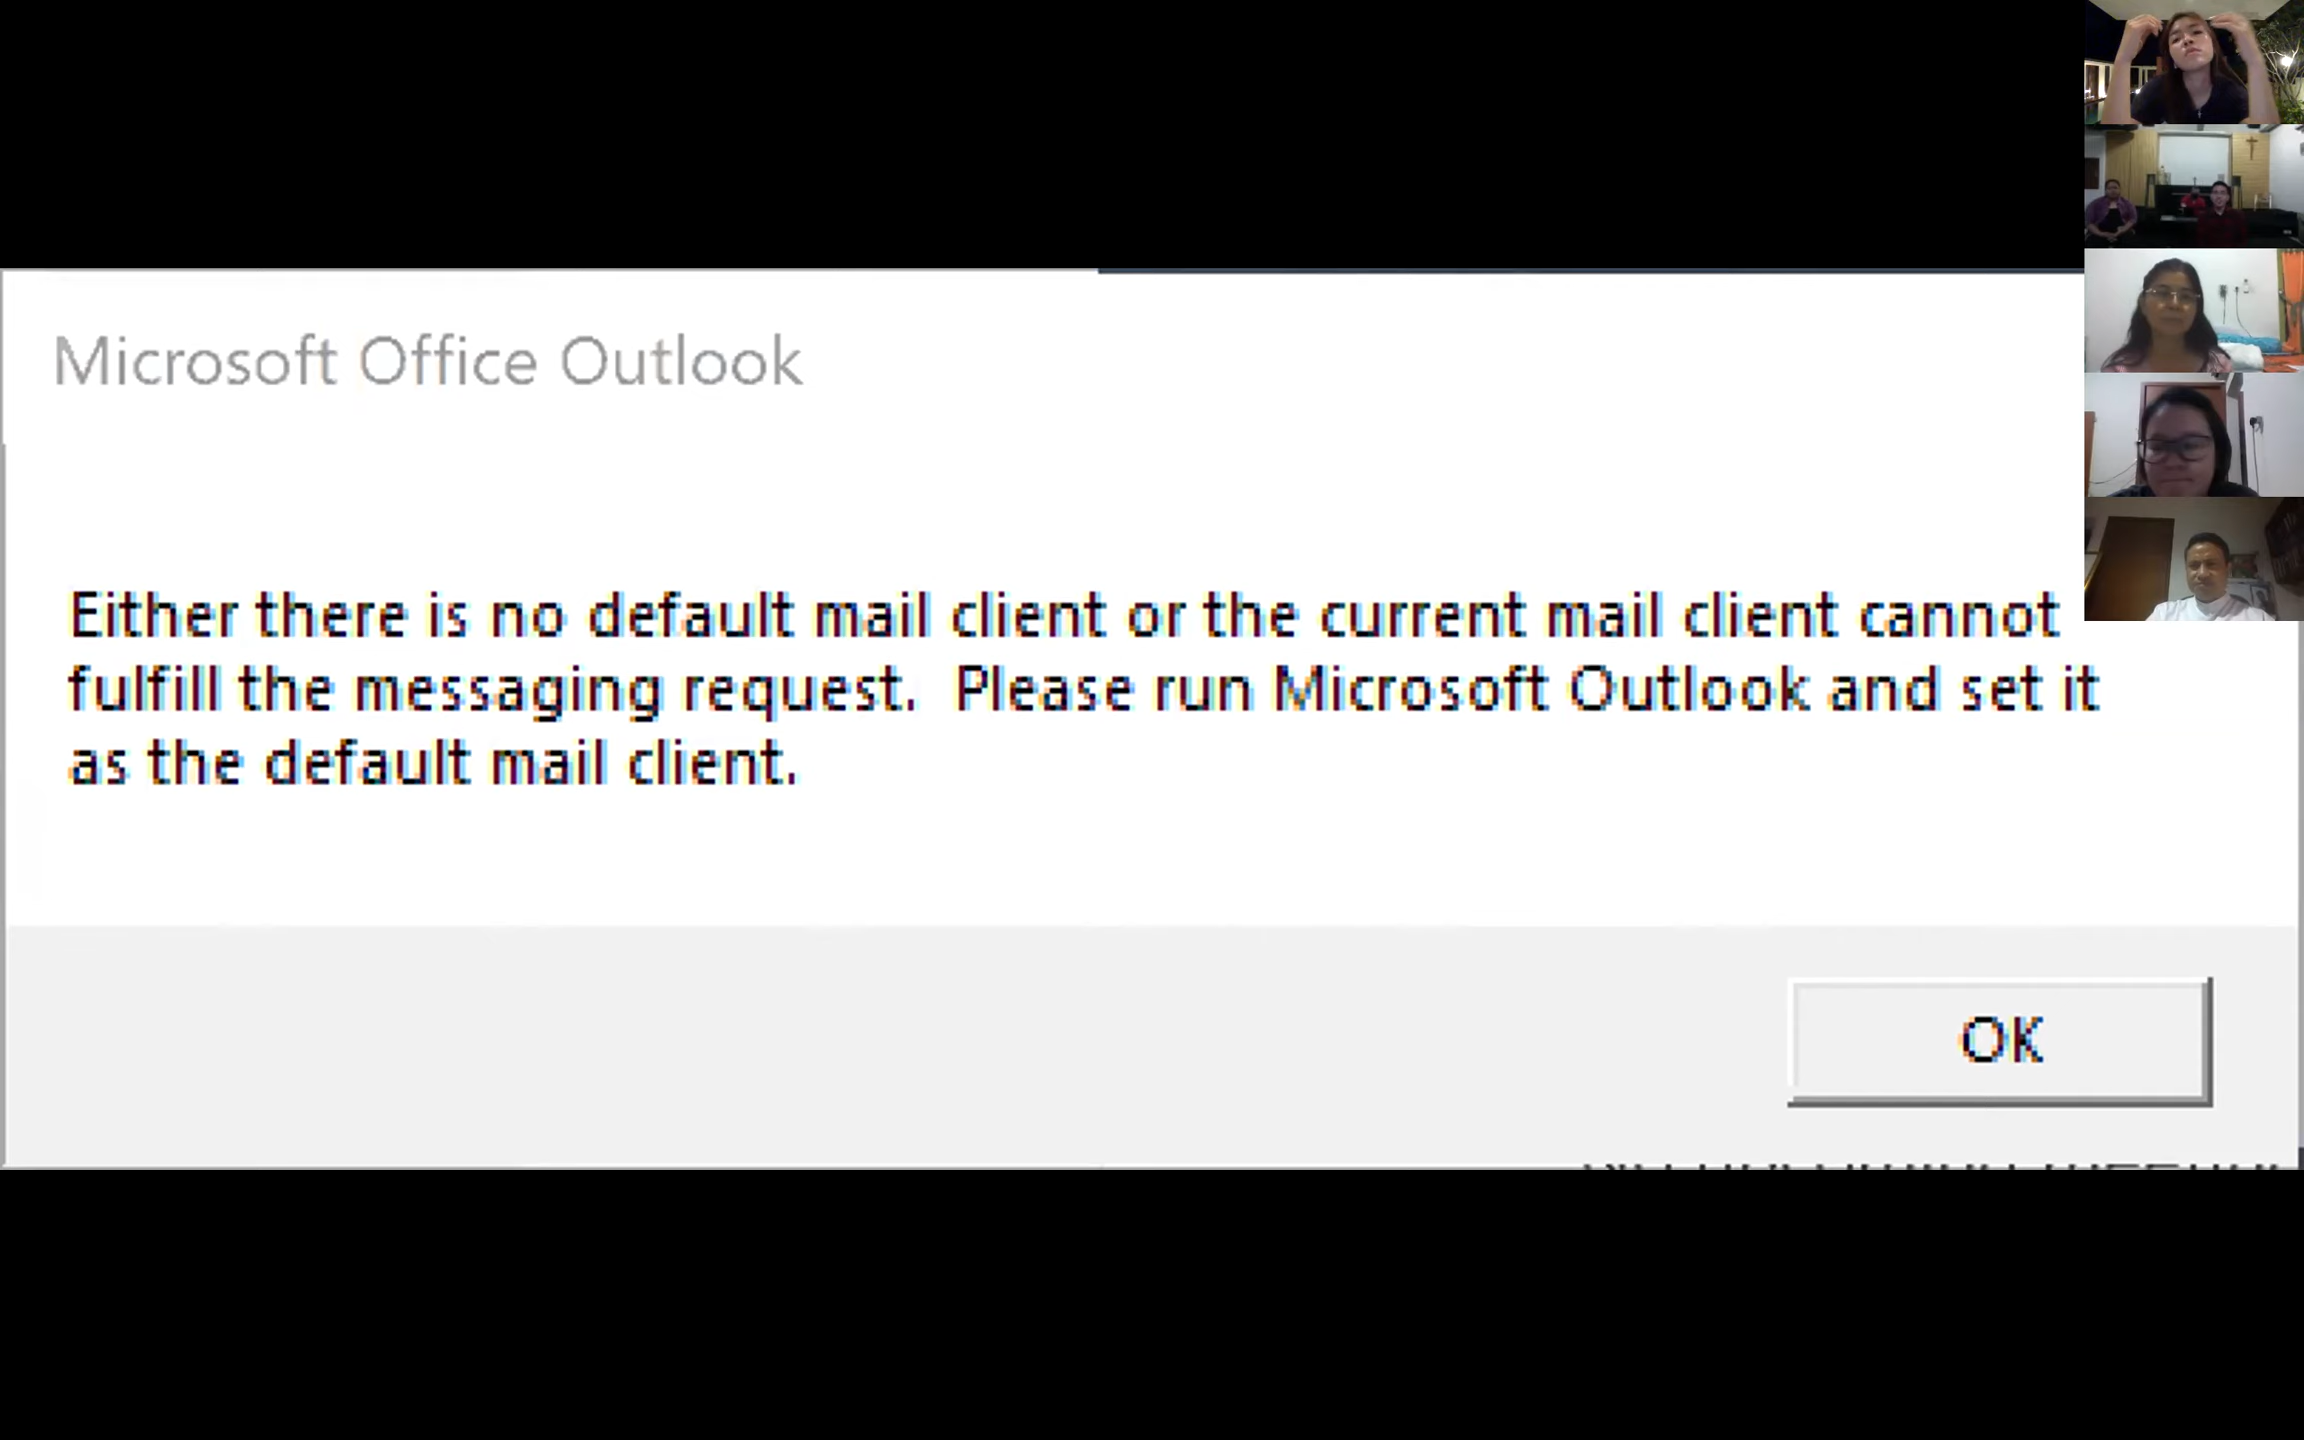 Microsoft Office Outlook
Either there is no default mail client or the current mail client cannot
fulfill the messaging request.  Please run Microsoft Outlook and set it
as the default mail client.
OK